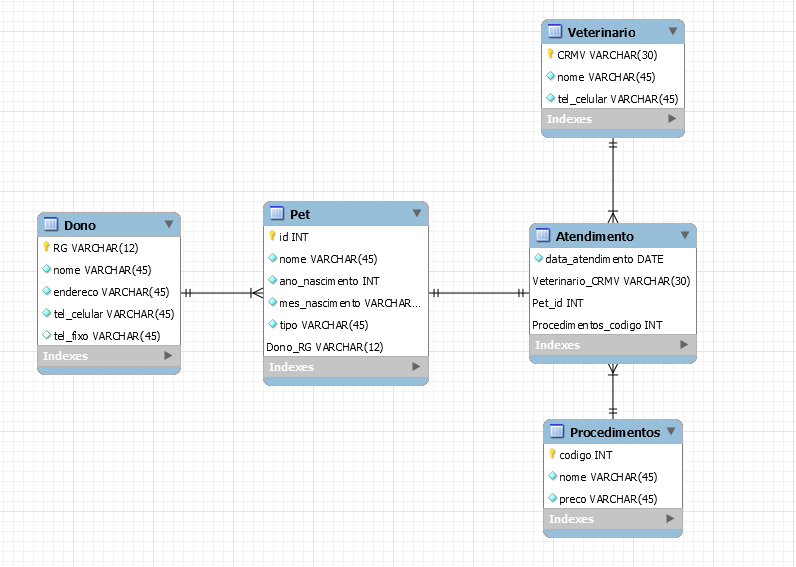 Veterinario
CRMV VARCHAR(30)
nome VARCHAR(45)
tel_celular VARCHAR(45)
Indexes
Dono
RG VARCHAR(12)
nome VARCHAR(45)
endereco VARCHAR(45)
tel_celular VARCHAR(45)
tel_fixo VARCHAR(45)
Indexes
Pet
id INT
nome VARCHAR(45)
ano_nascimento INT
mes_nascimento VARCHAR...
tipo VARCHAR(45)
Dono_RG VARCHAR(12)
Indexes
Atendimento
data_atendimento DATE
Veterinario_CRMV VARCHAR(30)
Pet_id INT
Procedimentos_codigo INT
Indexes
Procedimentos
codigo INT
nome VARCHAR(45)
preco VARCHAR(45)
Indexes